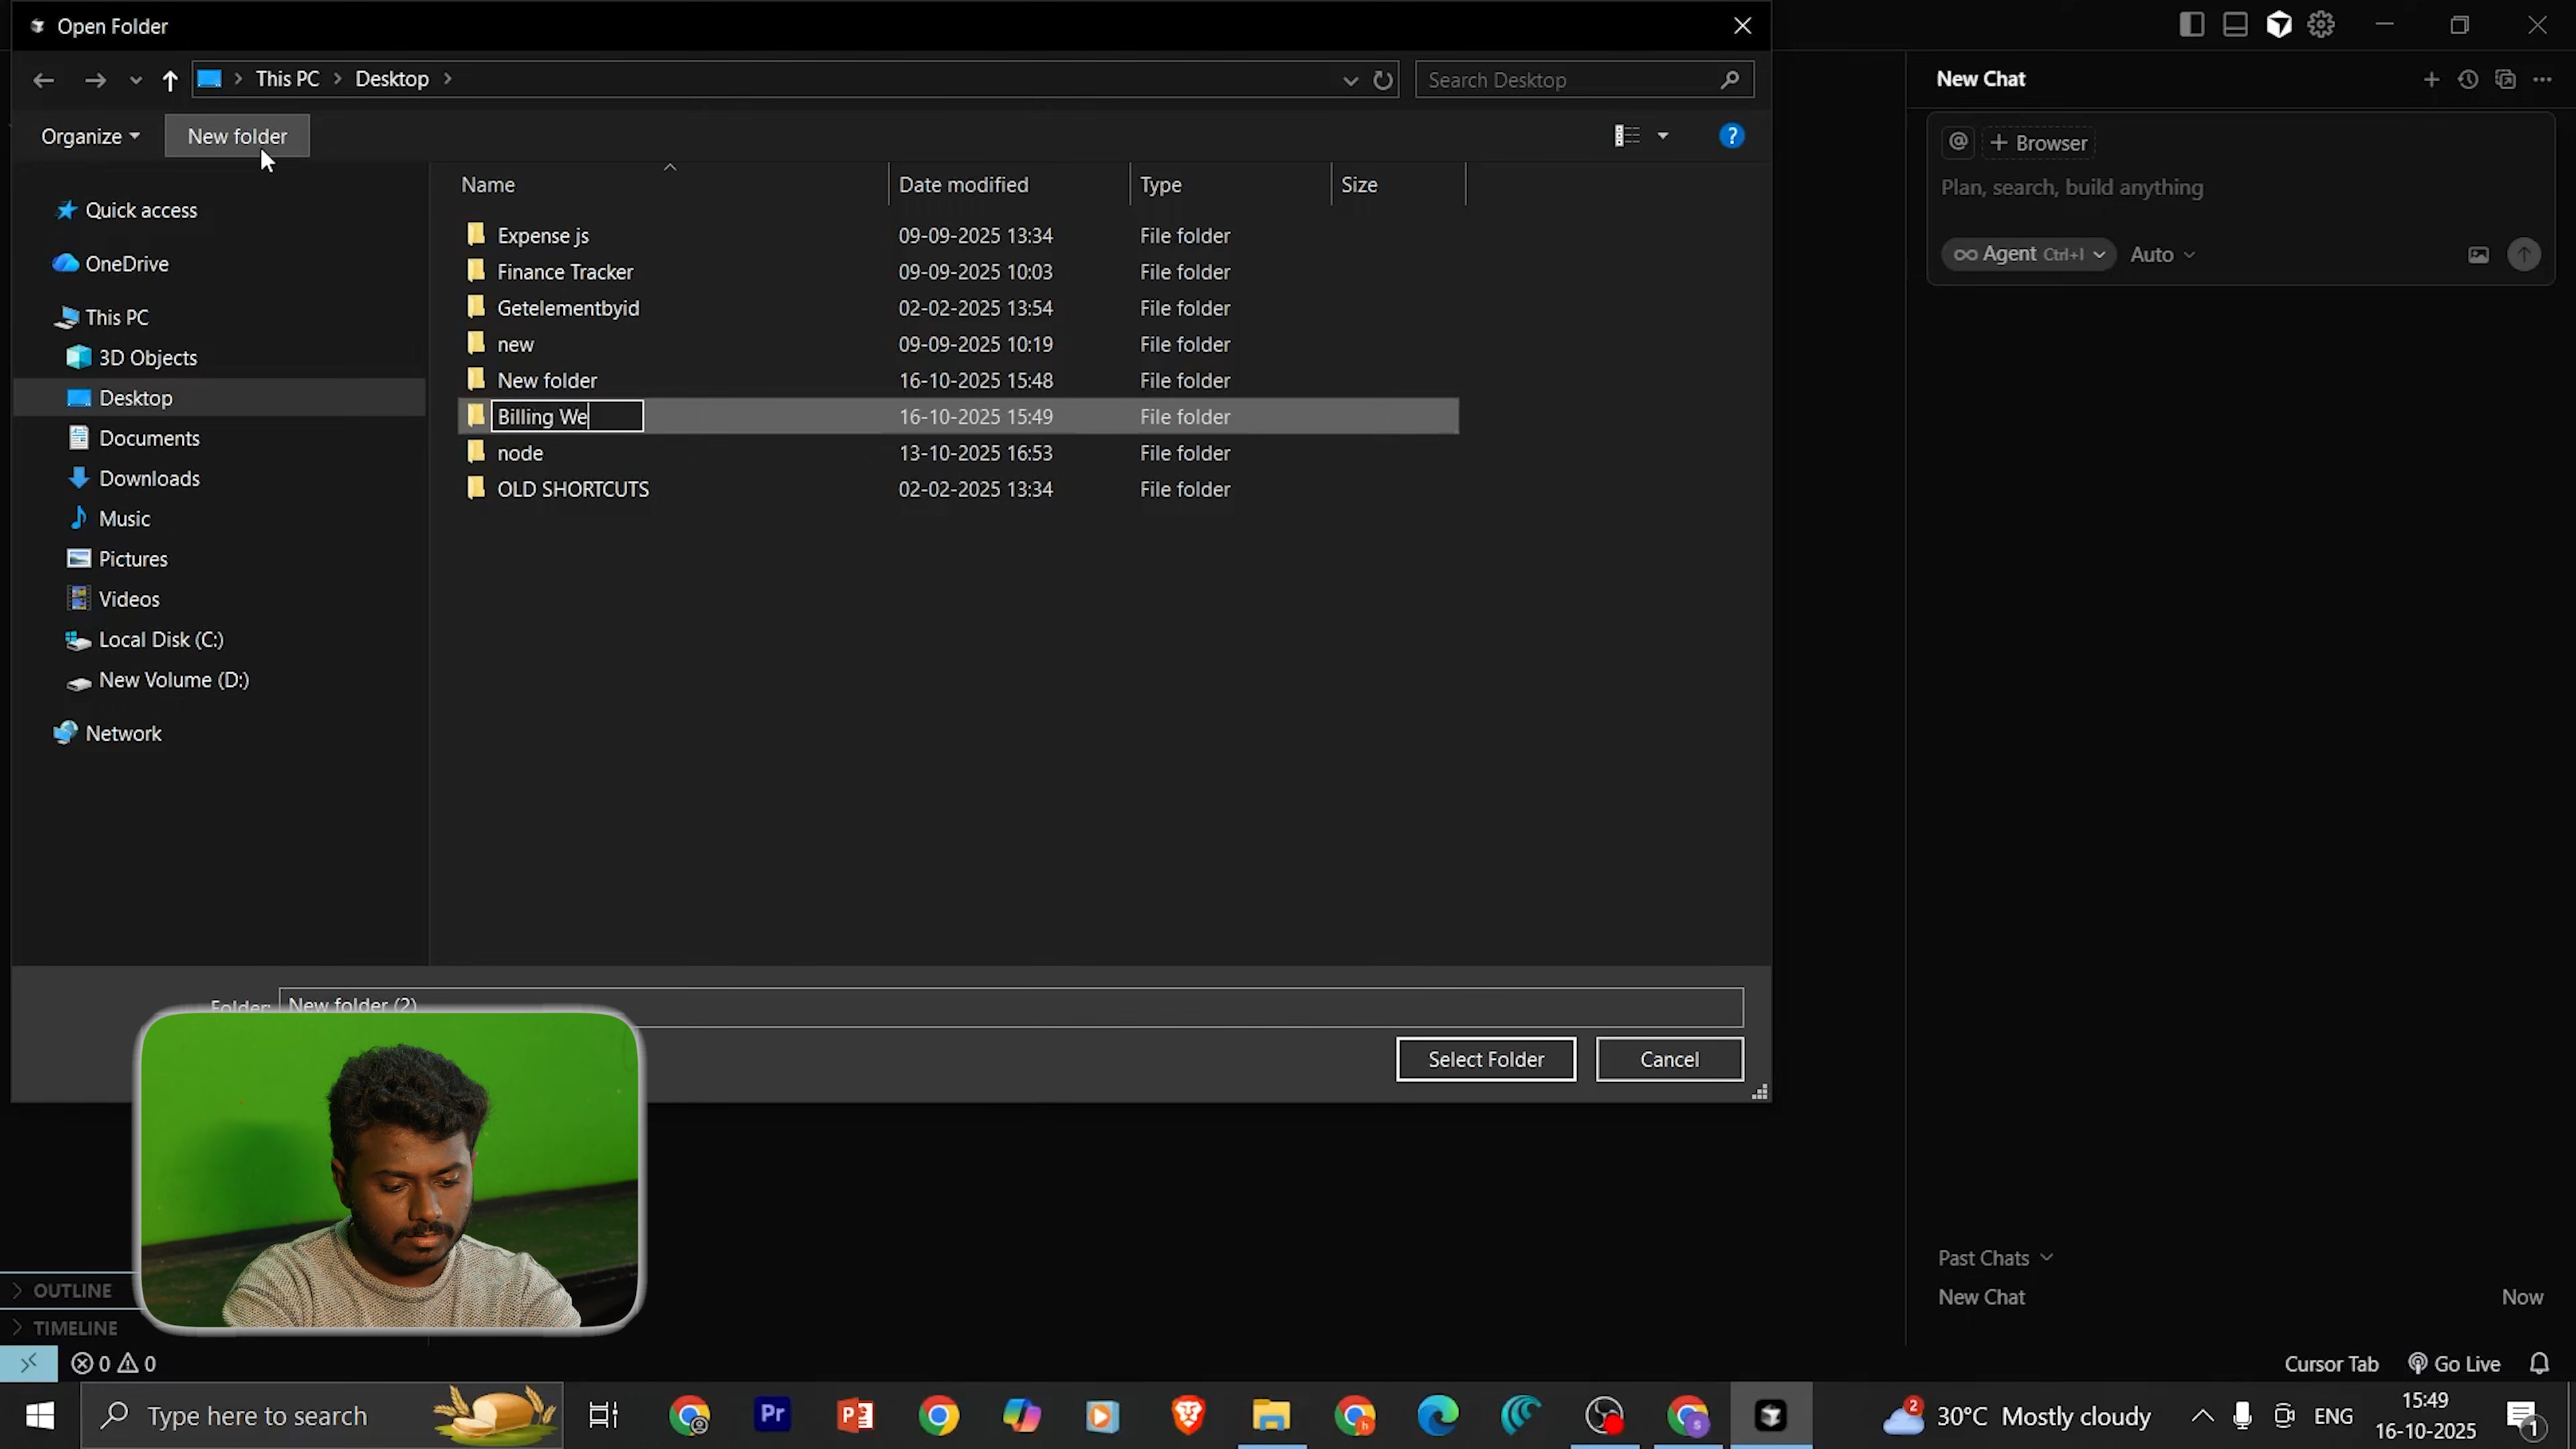 Open Folder
This PC
Desktop
Search Desktop
Organize
New folder
Name
Date modified
Type
Size
Quick access
OneDrive
This PC
3D Objects
Desktop
Documents
Downloads
Music
Pictures
Videos
Local Disk (C:)
New Volume (D:)
Network
Expense js 09-09-2025 13:34 File folder
Finance Tracker 09-09-2025 10:03 File folder
Getelementbyid 02-02-2025 13:54 File folder
new 09-09-2025 10:19 File folder
New folder 16-10-2025 15:48 File folder
Billing We 16-10-2025 15:49 File folder
node 13-10-2025 16:53 File folder
OLD SHORTCUTS 02-02-2025 13:34 File folder
Folder: New folder (2)
Select Folder
Cancel
New Chat
@ + Browser
Plan, search, build anything
Agent Ctrl+I Auto
Past Chats
New Chat Now
OUTLINE
TIMELINE
0 0
Cursor Tab Go Live
Type here to search
Pr
P
h
s
2
30°C Mostly cloudy
ENG
15:49
16-10-2025
1